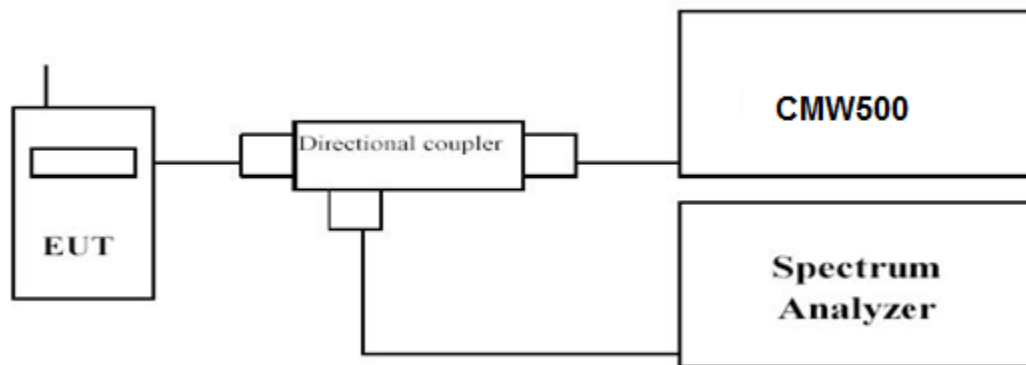 CMW500
Directional coupler
EUT
Spectrum
Analyzer